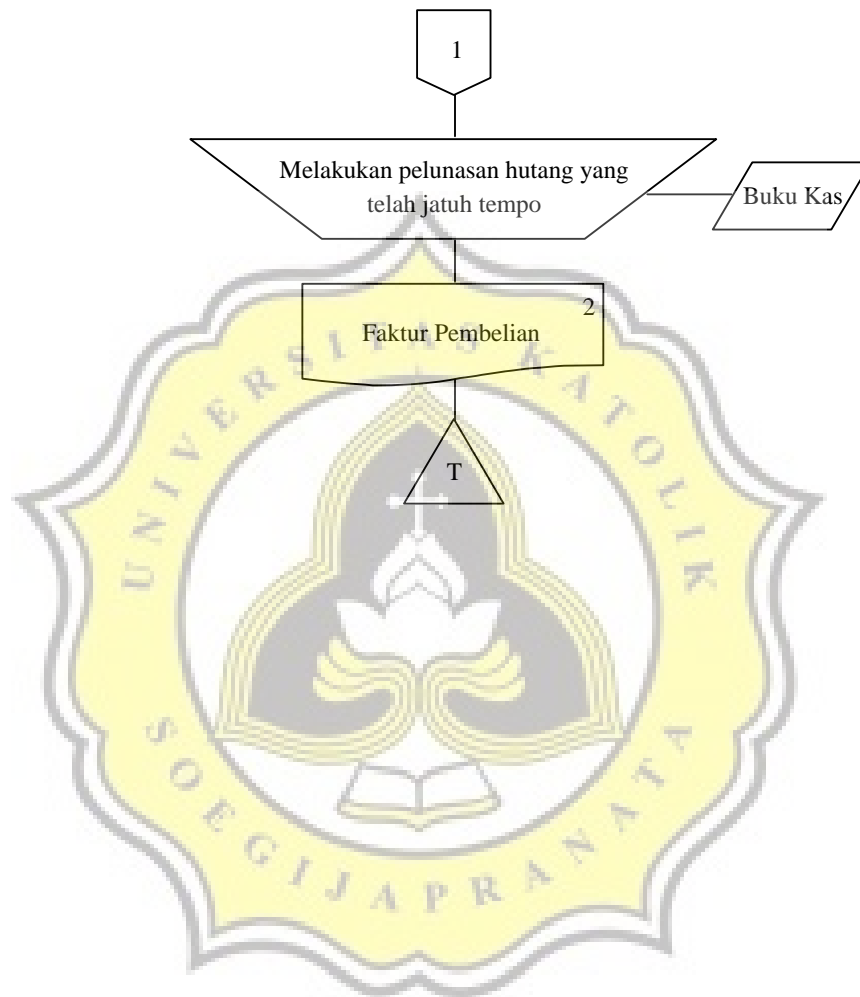 1
Melakukan pelunasan hutang yang
telah jatuh tempo
Buku Kas
2
Faktur Pembelian
T
UNIVERSITAS KATOLIK
SOEGIJAPRANATA